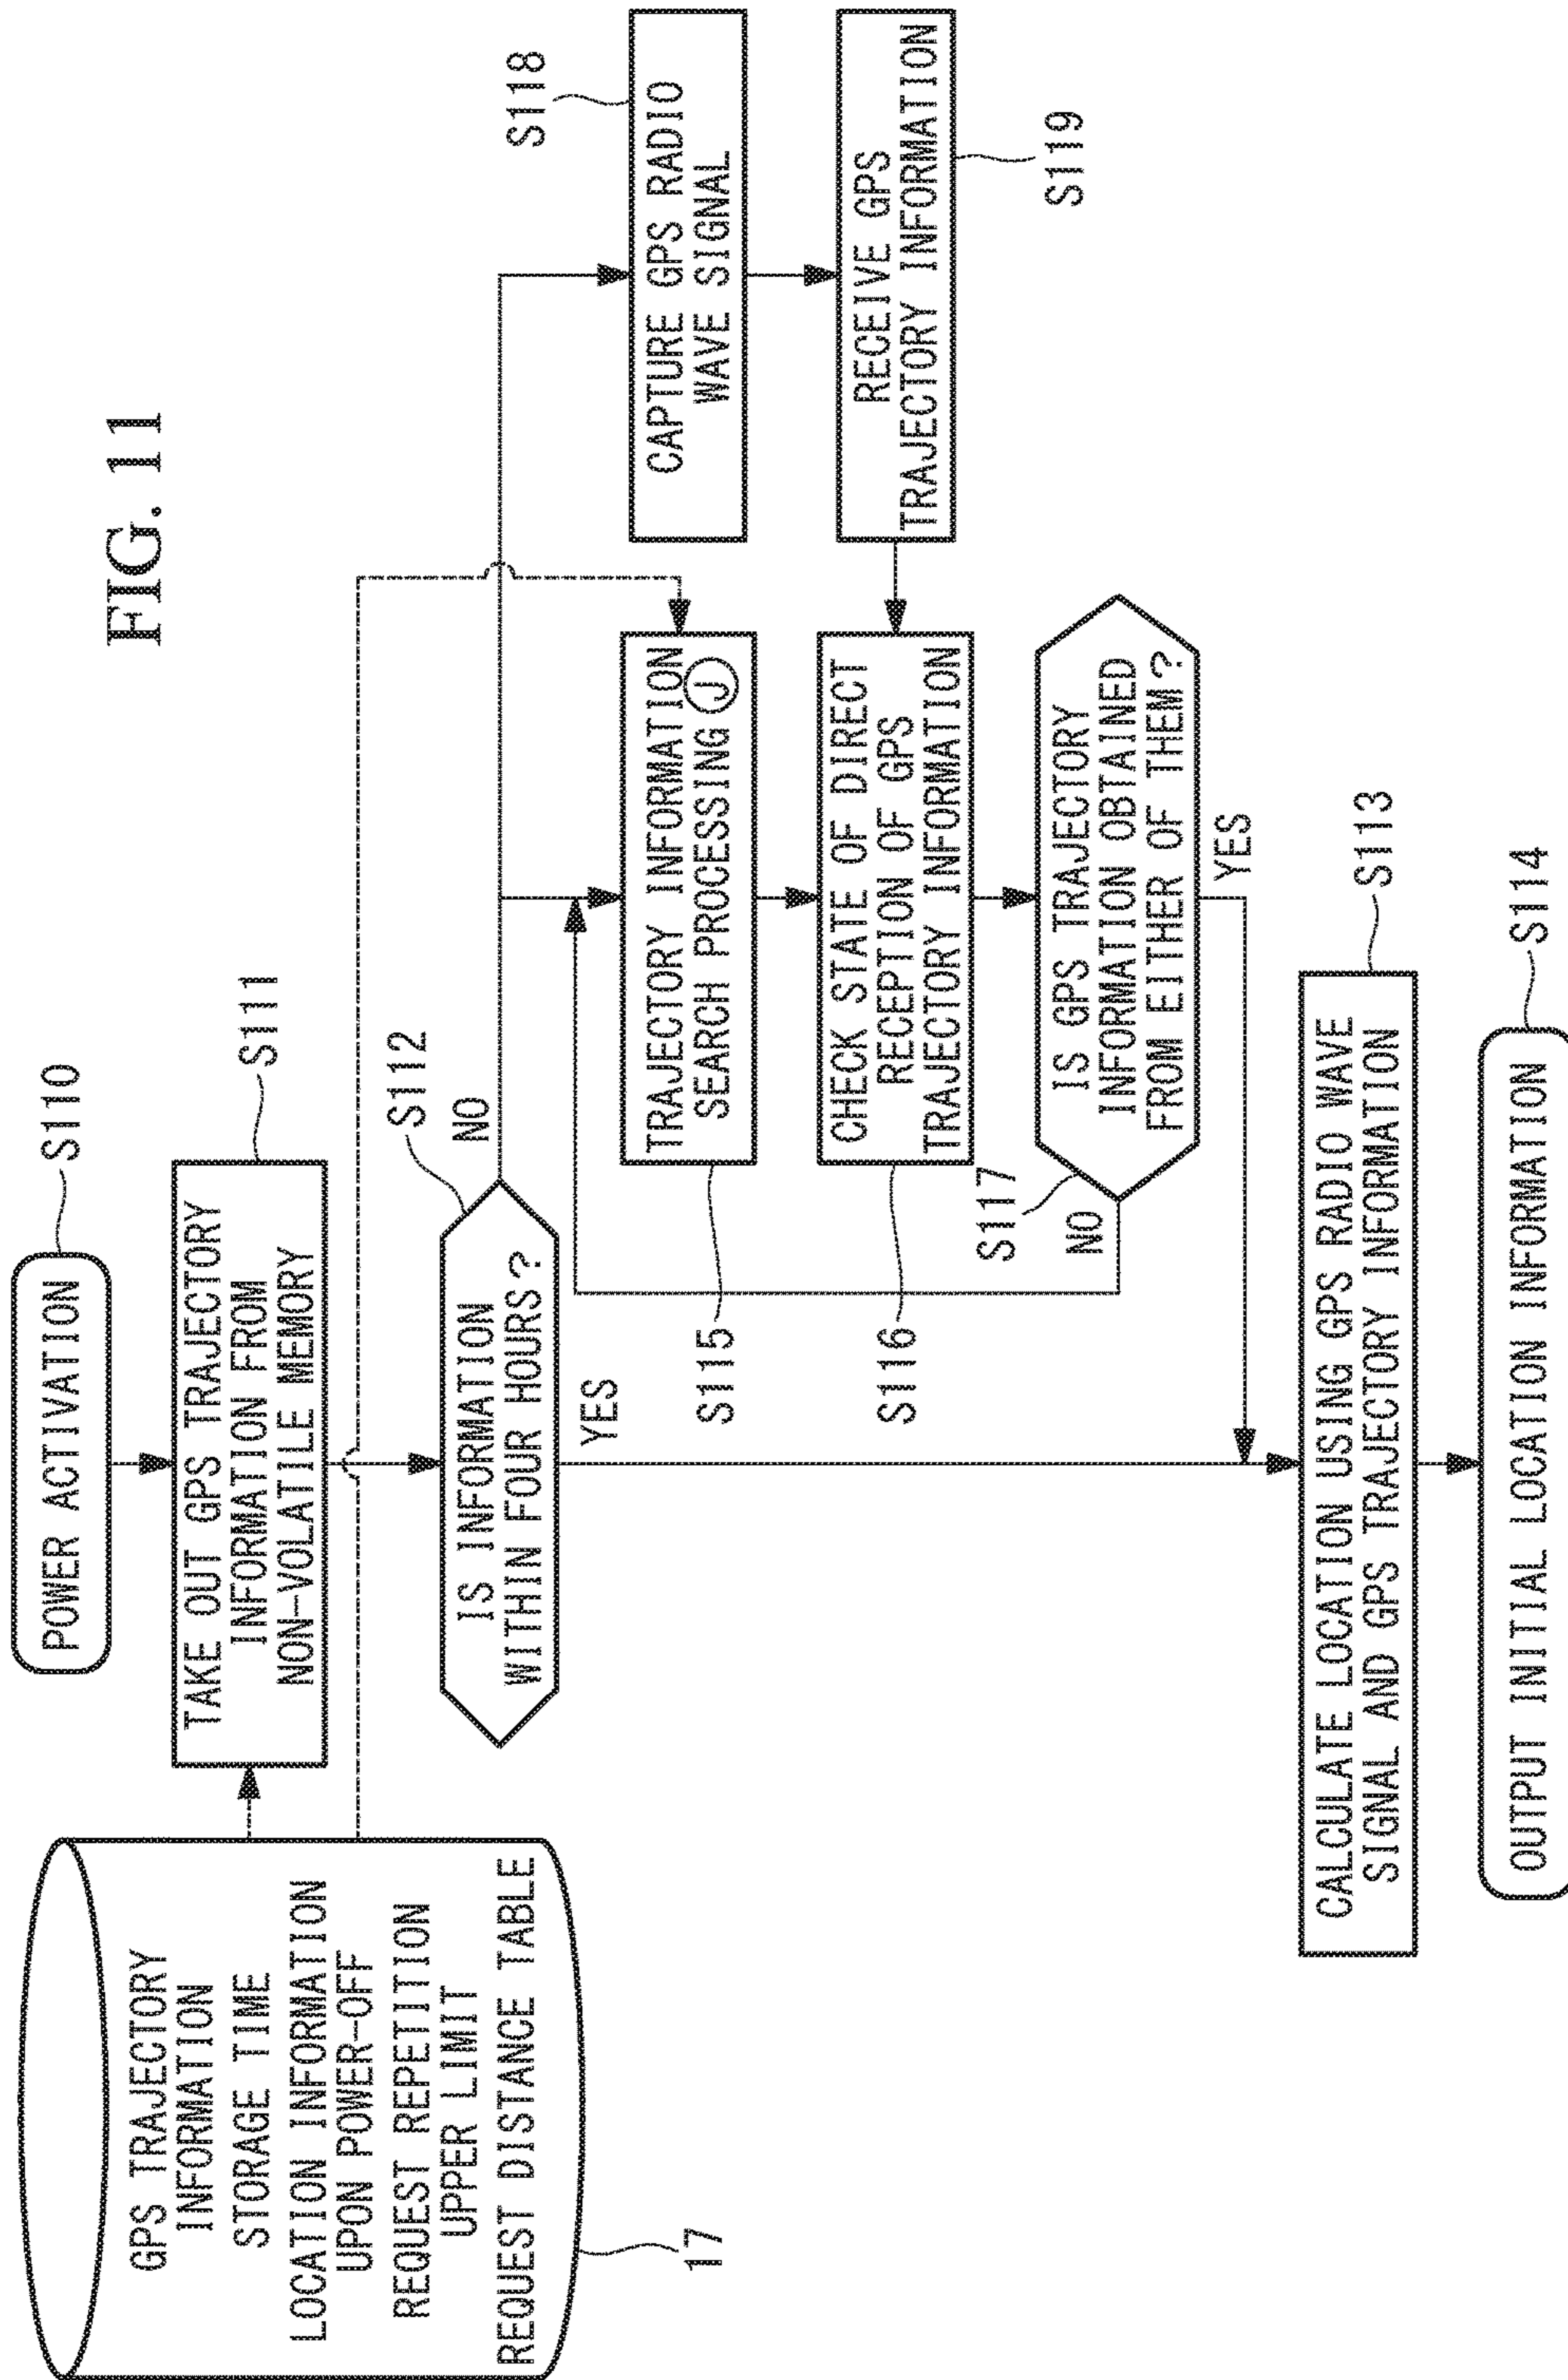 FIG. 11
GPS TRAJECTORY
INFORMATION
STORAGE TIME
LOCATION INFORMATION
UPON POWER-OFF
REQUEST REPETITION
UPPER LIMIT
REQUEST DISTANCE TABLE
17
POWER ACTIVATION
S110
TAKE OUT GPS TRAJECTORY
INFORMATION FROM
NON-VOLATILE MEMORY
S111
IS INFORMATION
WITHIN FOUR HOURS?
S112
NO
YES
TRAJECTORY INFORMATION
SEARCH PROCESSING Ⓙ
S115
CHECK STATE OF DIRECT
RECEPTION OF GPS
TRAJECTORY INFORMATION
S116
IS GPS TRAJECTORY
INFORMATION OBTAINED
FROM EITHER OF THEM?
S117
NO
YES
CAPTURE GPS RADIO
WAVE SIGNAL
S118
RECEIVE GPS
TRAJECTORY INFORMATION
S119
CALCULATE LOCATION USING GPS RADIO WAVE
SIGNAL AND GPS TRAJECTORY INFORMATION
S113
OUTPUT INITIAL LOCATION INFORMATION
S114